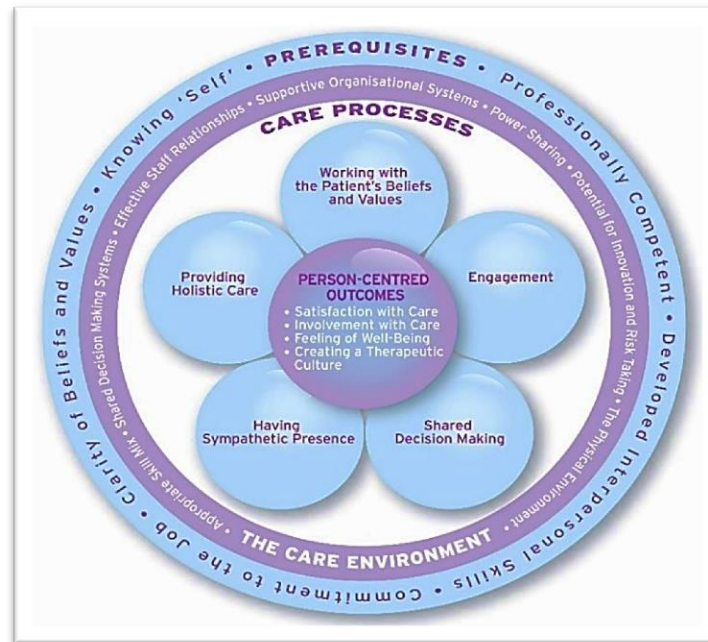 PREREQUISITES • Professionally Competent • Developed Interpersonal Skills • Commitment to the Job • Clarity of Beliefs and Values • Knowing 'Self' •
THE CARE ENVIRONMENT • Appropriate Skill Mix • Shared Decision Making Systems • Effective Staff Relationships • Supportive Organisational Systems • Power Sharing • Potential for Innovation and Risk Taking • The Physical Environment •
CARE PROCESSES
Working with
the Patient's Beliefs
and Values
Engagement
Shared
Decision Making
Having
Sympathetic Presence
Providing
Holistic Care
PERSON-CENTRED
OUTCOMES
• Satisfaction with Care
• Involvement with Care
• Feeling of Well-Being
• Creating a Therapeutic
Culture